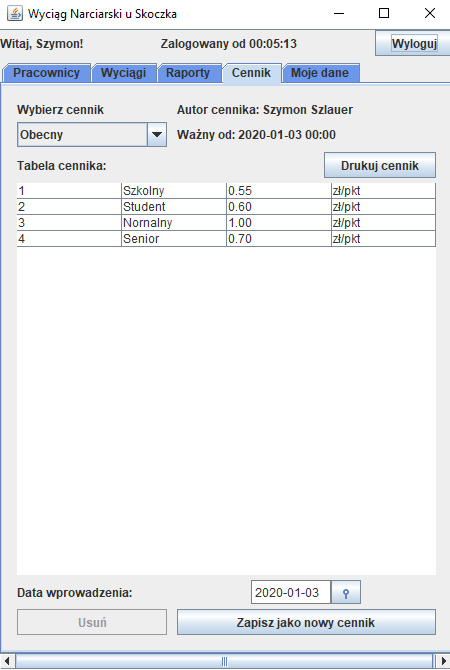 Wyciąg Narciarski u Skoczka
Witaj, Szymon! Zalogowany od 00:05:13 Wyloguj
Pracownicy Wyciągi Raporty Cennik Moje dane
Wybierz cennik Autor cennika: Szymon Szlauer
Obecny Ważny od: 2020-01-03 00:00
Tabela cennika: Drukuj cennik
1 Szkolny 0.55 zł/pkt
2 Student 0.60 zł/pkt
3 Nornalny 1.00 zł/pkt
4 Senior 0.70 zł/pkt
Data wprowadzenia: 2020-01-03
Usuń Zapisz jako nowy cennik